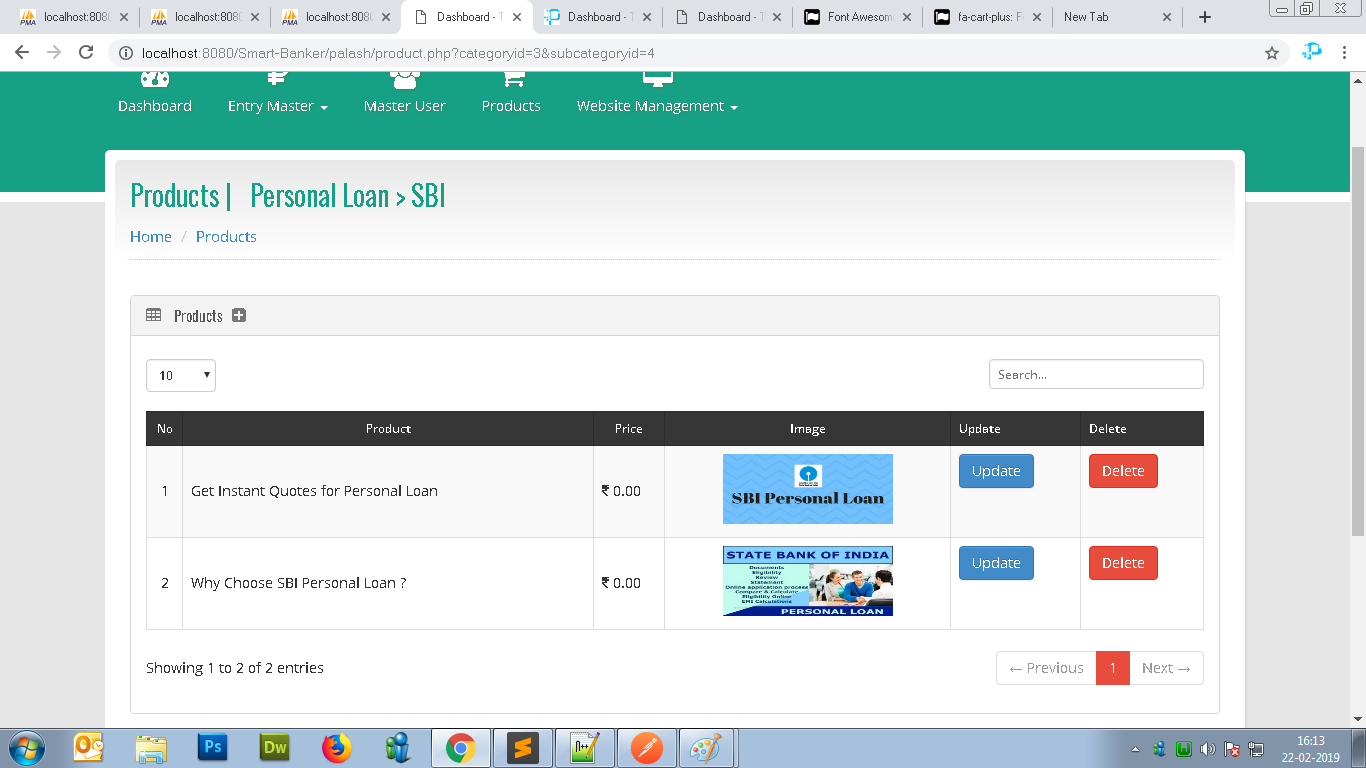 localhost:8080 localhost:8080 localhost:8080 Dashboard - T Dashboard - T Dashboard - T Font Awesom fa-cart-plus: F New Tab
localhost:8080/Smart-Banker/palash/product.php?categoryid=3&subcategoryid=4
Dashboard Entry Master Master User Products Website Management
Products | Personal Loan > SBI
Home / Products
Products
10 Search...
No Product Price Image Update Delete
SBI Personal Loan
1 Get Instant Quotes for Personal Loan ₹ 0.00 Update Delete
STATE BANK OF INDIA
Documents
Eligibility
Review
Statement
Online application process
Compare & Calculate
Eligibility Online
EMI Calculations
PERSONAL LOAN
2 Why Choose SBI Personal Loan ? ₹ 0.00 Update Delete
Showing 1 to 2 of 2 entries ← Previous 1 Next →
16:13
22-02-2019